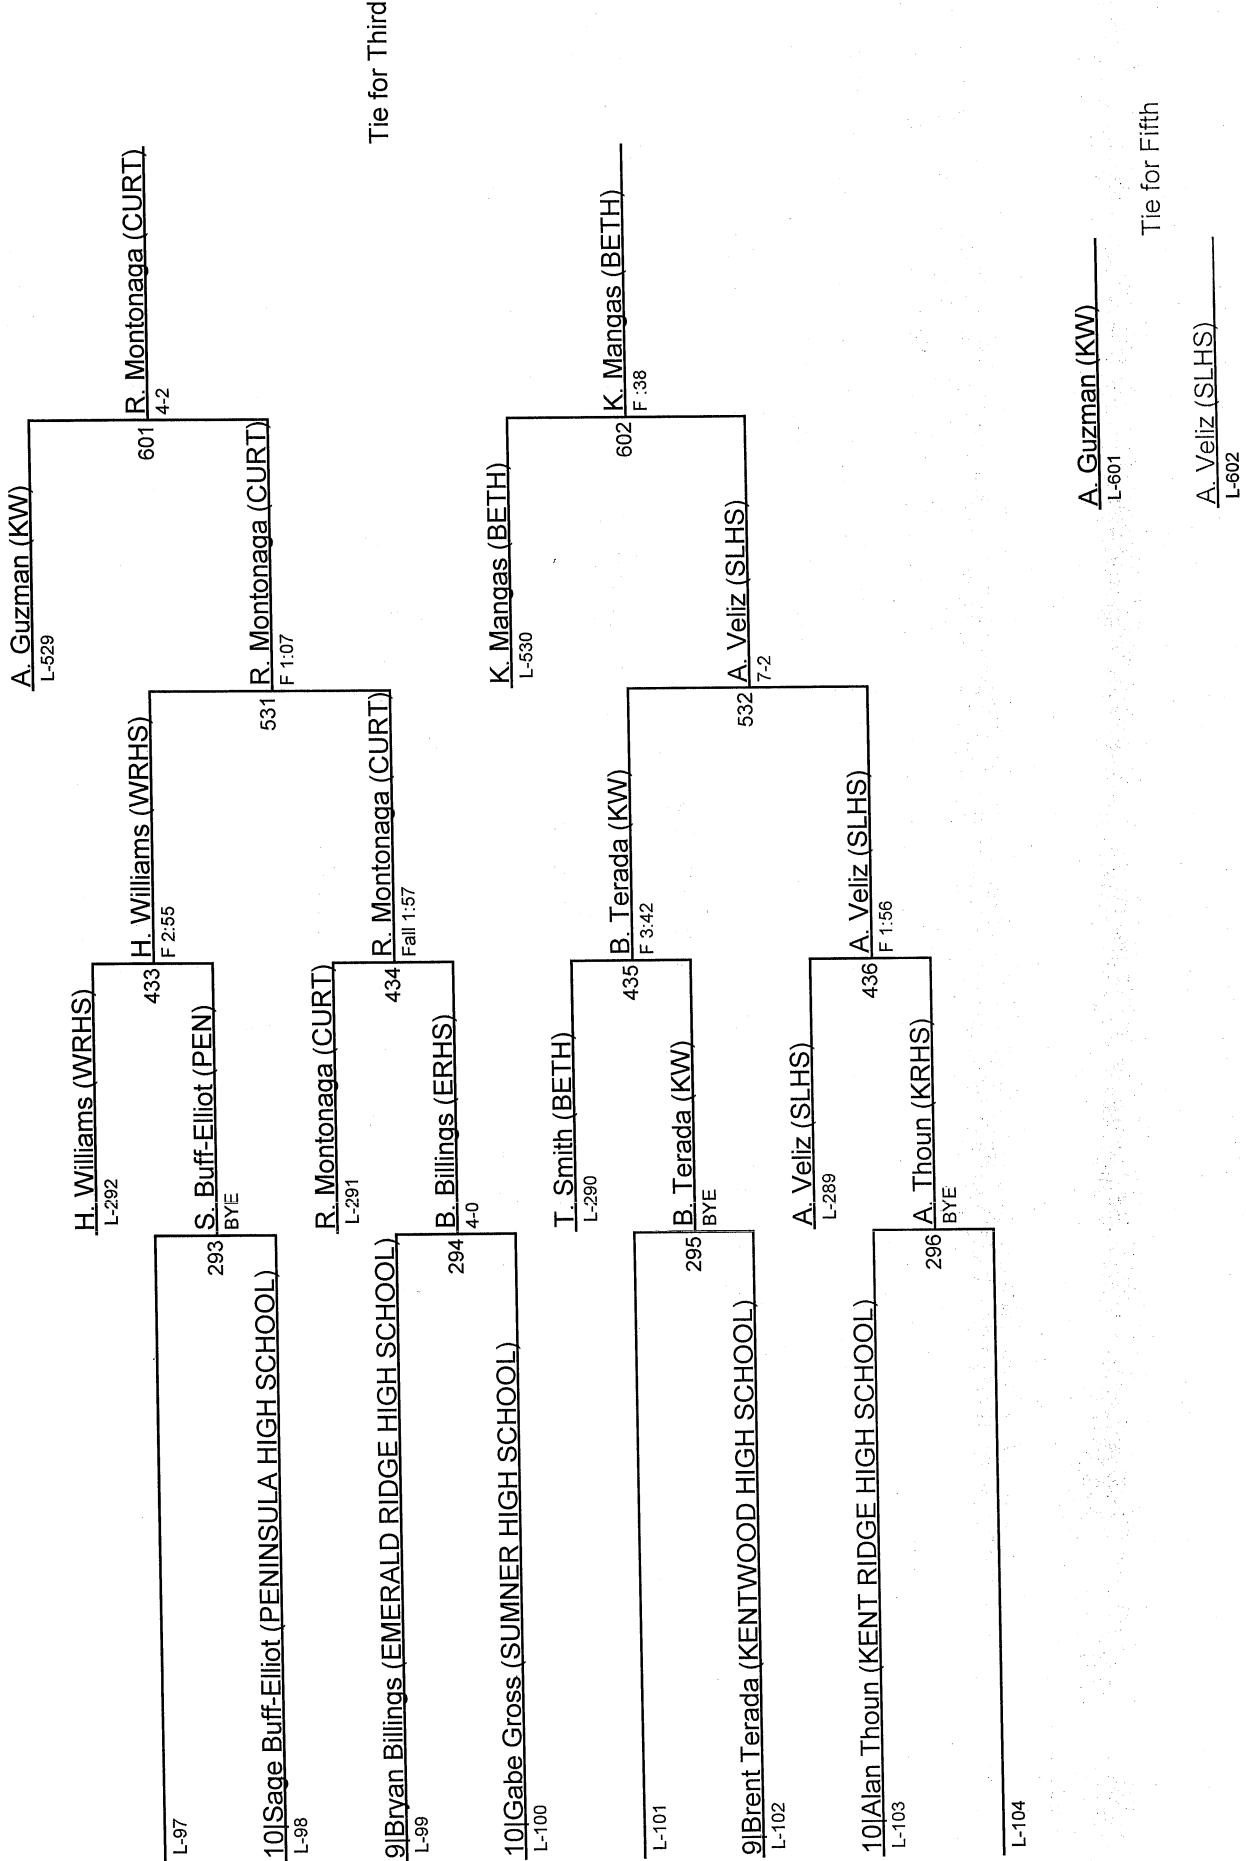 L-97
10|Sage Buff-Elliot (PENINSULA HIGH SCHOOL)
L-98
9|Bryan Billings (EMERALD RIDGE HIGH SCHOOL)
L-99
10|Gabe Gross (SUMNER HIGH SCHOOL)
L-100
L-101
9|Brent Terada (KENTWOOD HIGH SCHOOL)
L-102
10|Alan Thoun (KENT RIDGE HIGH SCHOOL)
L-103
L-104
H. Williams (WRHS)
L-292
293
S. Buff-Elliot (PEN)
BYE
R. Montonaga (CURT)
L-291
294
B. Billings (ERHS)
4-0
T. Smith (BETH)
L-290
295
B. Terada (KW)
BYE
A. Veliz (SLHS)
L-289
296
A. Thoun (KRHS)
BYE
433
H. Williams (WRHS)
F 2:55
434
R. Montonaga (CURT)
Fall 1:57
435
B. Terada (KW)
F 3:42
436
A. Veliz (SLHS)
F 1:56
A. Guzman (KW)
L-529
531
R. Montonaga (CURT)
F 1:07
K. Mangas (BETH)
L-530
532
A. Veliz (SLHS)
7-2
601
R. Montonaga (CURT)
4-2
602
K. Mangas (BETH)
F :38
Tie for Third
A. Guzman (KW)
L-601
Tie for Fifth
A. Veliz (SLHS)
L-602